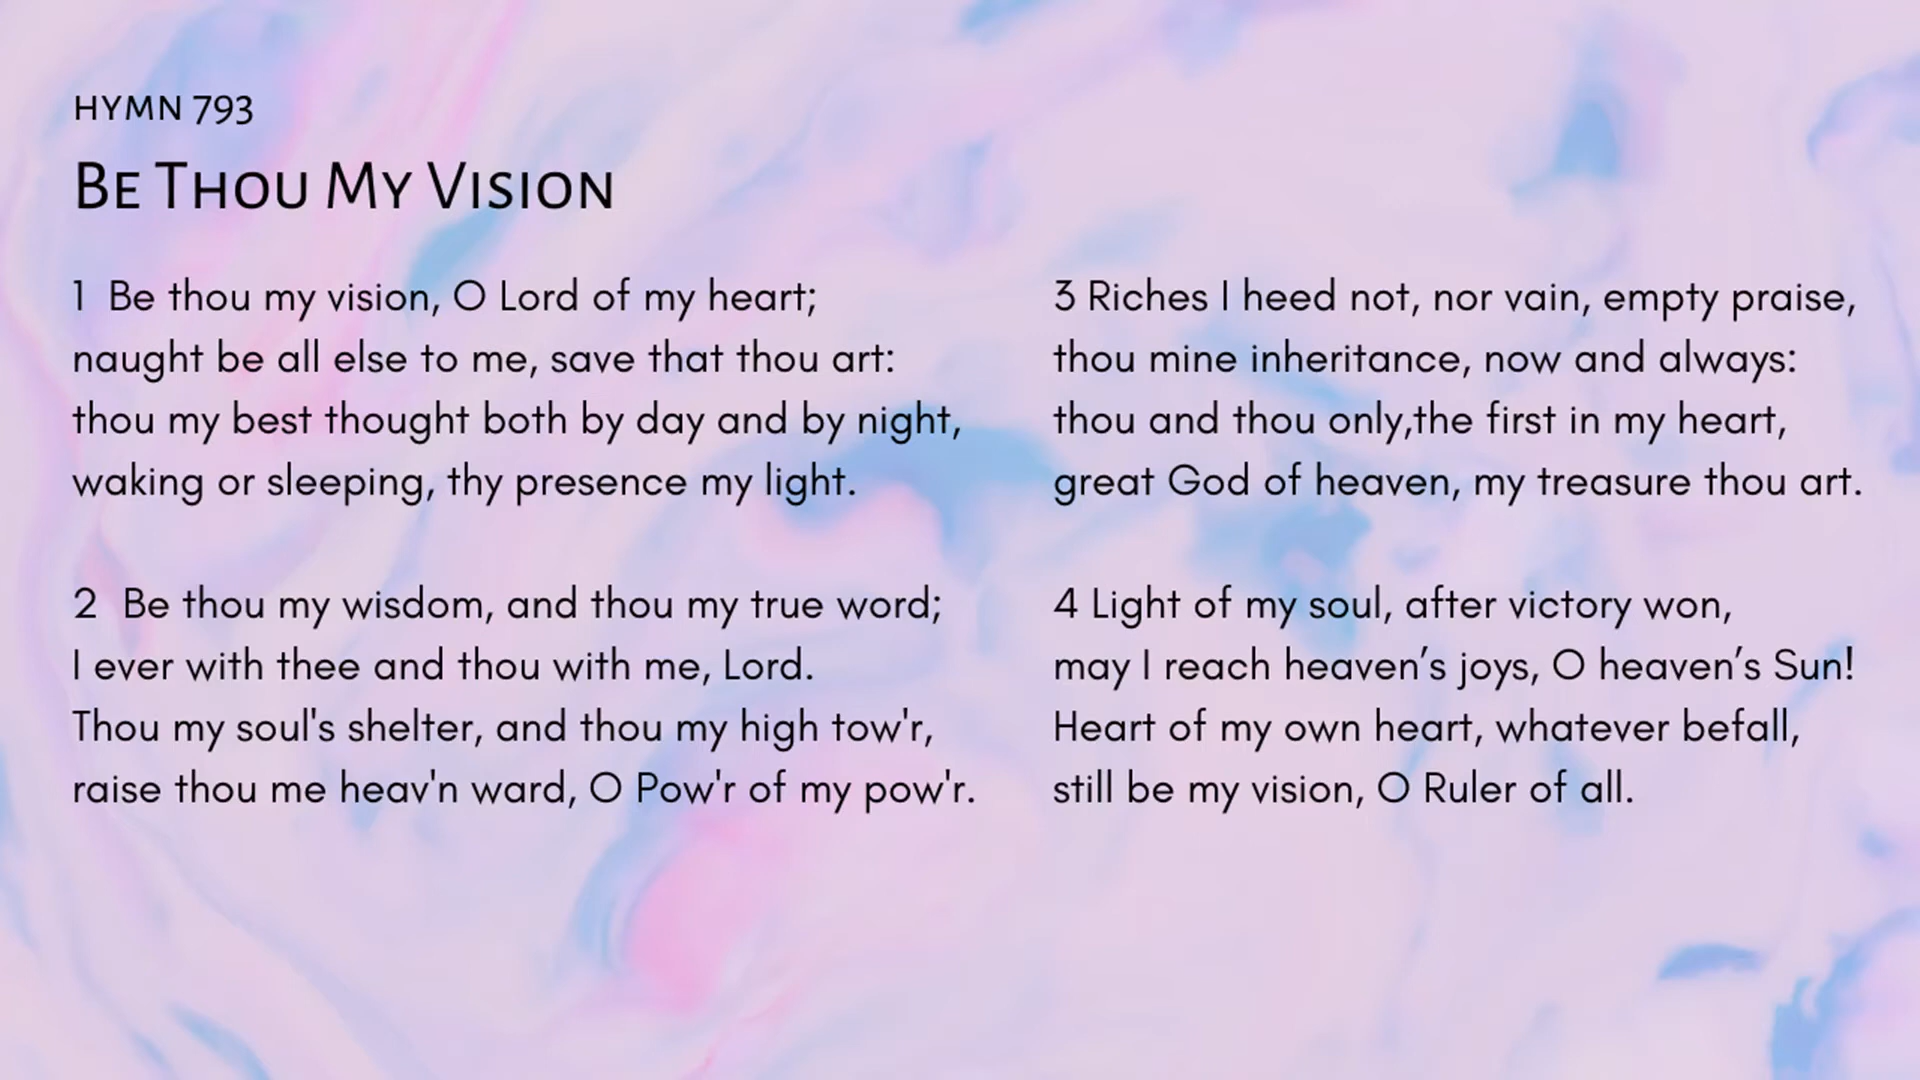 HYMN 793
BE THOU MY VISION
1 Be thou my vision, O Lord of my heart;
naught be all else to me, save that thou art:
thou my best thought both by day and by night,
waking or sleeping, thy presence my light.
2 Be thou my wisdom, and thou my true word;
I ever with thee and thou with me, Lord.
Thou my soul's shelter, and thou my high tow'r,
raise thou me heav'n ward, O Pow'r of my pow'r.
3 Riches I heed not, nor vain, empty praise,
thou mine inheritance, now and always:
thou and thou only,the first in my heart,
great God of heaven, my treasure thou art.
4 Light of my soul, after victory won,
may I reach heaven’s joys, O heaven’s Sun!
Heart of my own heart, whatever befall,
still be my vision, O Ruler of all.